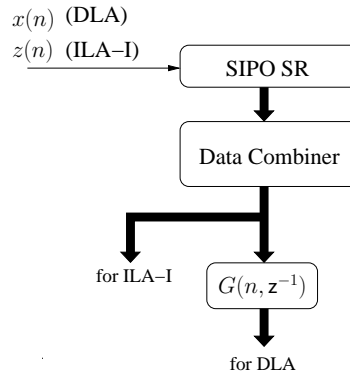 x(n) (DLA)
z(n) (ILA–I)
SIPO SR
Data Combiner
for ILA–I
G(n, z⁻¹)
for DLA